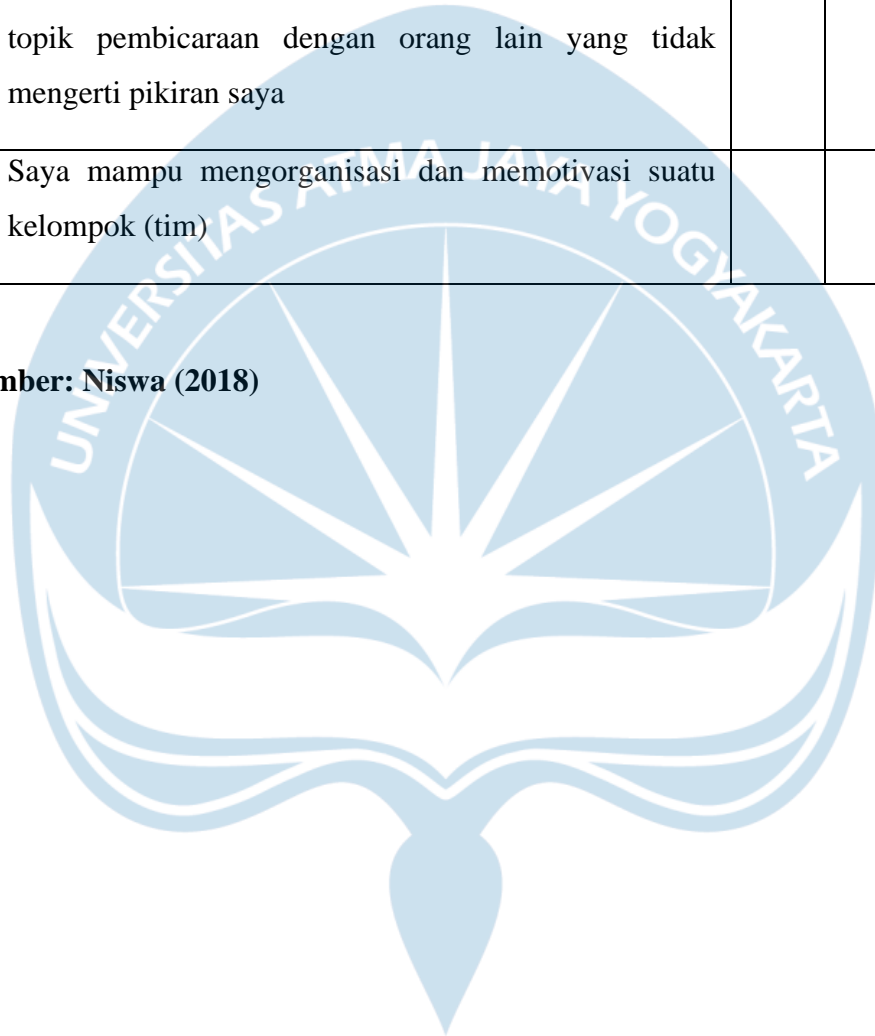 topik pembicaraan dengan orang lain yang tidak
mengerti pikiran saya
Saya mampu mengorganisasi dan memotivasi suatu
kelompok (tim)
mber: Niswa (2018)
UNIVERSITAS ATMA JAYA YOGYAKARTA